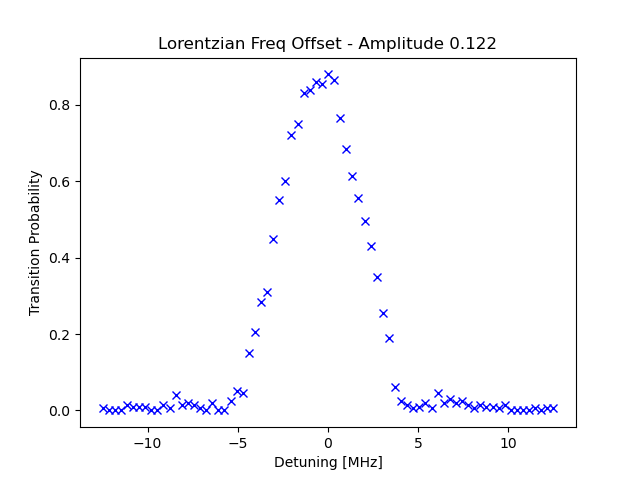 Lorentzian Freq Offset - Amplitude 0.122
Transition Probability
0.8
0.6
0.4
0.2
0.0
−10 −5 0 5 10
Detuning [MHz]